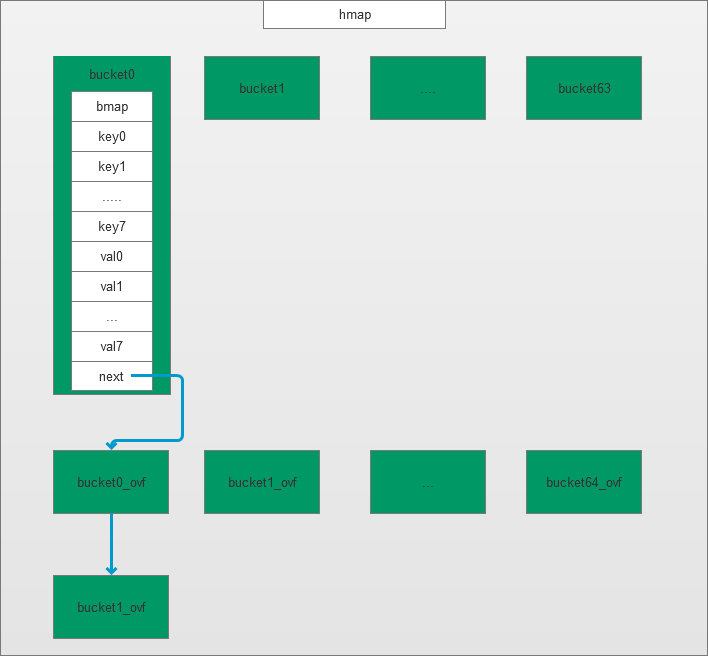 hmap
bucket0
bmap
key0
key1
.....
key7
val0
val1
...
val7
next
bucket1
....
bucket63
bucket0_ovf
bucket1_ovf
...
bucket64_ovf
bucket1_ovf